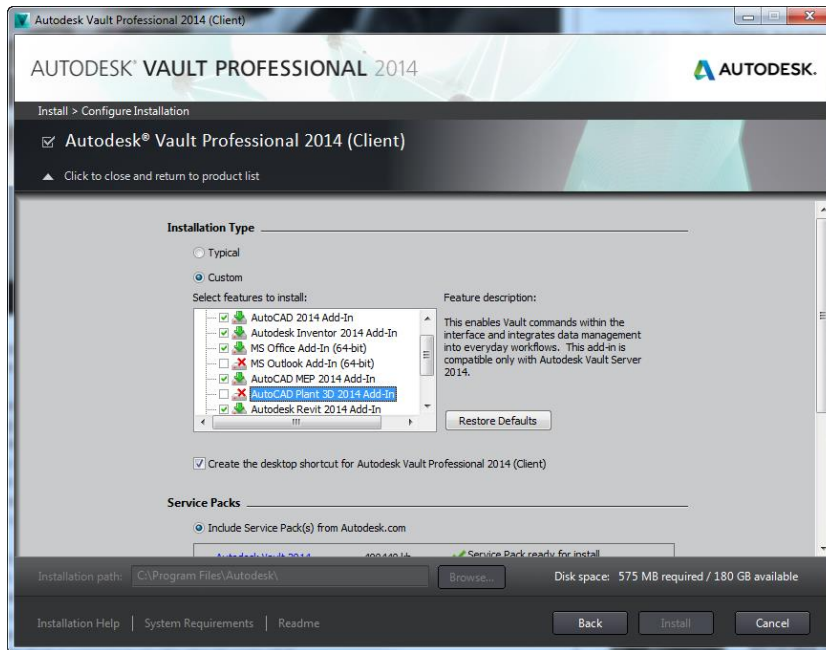 Autodesk Vault Professional 2014 (Client)
AUTODESK® VAULT PROFESSIONAL 2014
AUTODESK.
Install > Configure Installation
Autodesk® Vault Professional 2014 (Client)
Click to close and return to product list
Installation Type
Typical
Custom
Select features to install:
AutoCAD 2014 Add-In
Autodesk Inventor 2014 Add-In
MS Office Add-In (64-bit)
MS Outlook Add-In (64-bit)
AutoCAD MEP 2014 Add-In
AutoCAD Plant 3D 2014 Add-In
Autodesk Revit 2014 Add-In
Feature description:
This enables Vault commands within the
interface and integrates data management
into everyday workflows. This add-in is
compatible only with Autodesk Vault Server
2014.
Restore Defaults
Create the desktop shortcut for Autodesk Vault Professional 2014 (Client)
Service Packs
Include Service Pack(s) from Autodesk.com
Autodesk Vault 2014 Service Pack ready for install
Installation path: C:\Program Files\Autodesk\ Browse... Disk space: 575 MB required / 180 GB available
Installation Help | System Requirements | Readme Back Install Cancel